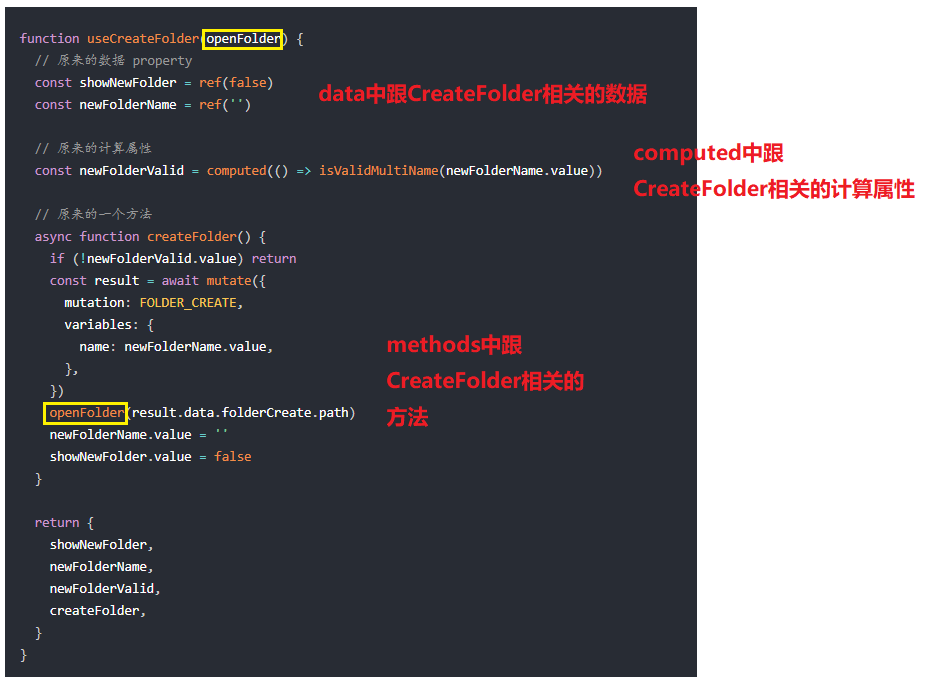 function useCreateFolder(openFolder) {
// 原来的数据 property
const showNewFolder = ref(false)
const newFolderName = ref('')
data中跟CreateFolder相关的数据
// 原来的计算属性
const newFolderValid = computed(() => isValidMultiName(newFolderName.value))
computed中跟
CreateFolder相关的计算属性
// 原来的一个方法
async function createFolder() {
if (!newFolderValid.value) return
const result = await mutate({
mutation: FOLDER_CREATE,
variables: {
name: newFolderName.value,
},
})
openFolder(result.data.folderCreate.path)
newFolderName.value = ''
showNewFolder.value = false
}
methods中跟
CreateFolder相关的
方法
return {
showNewFolder,
newFolderName,
newFolderValid,
createFolder,
}
}